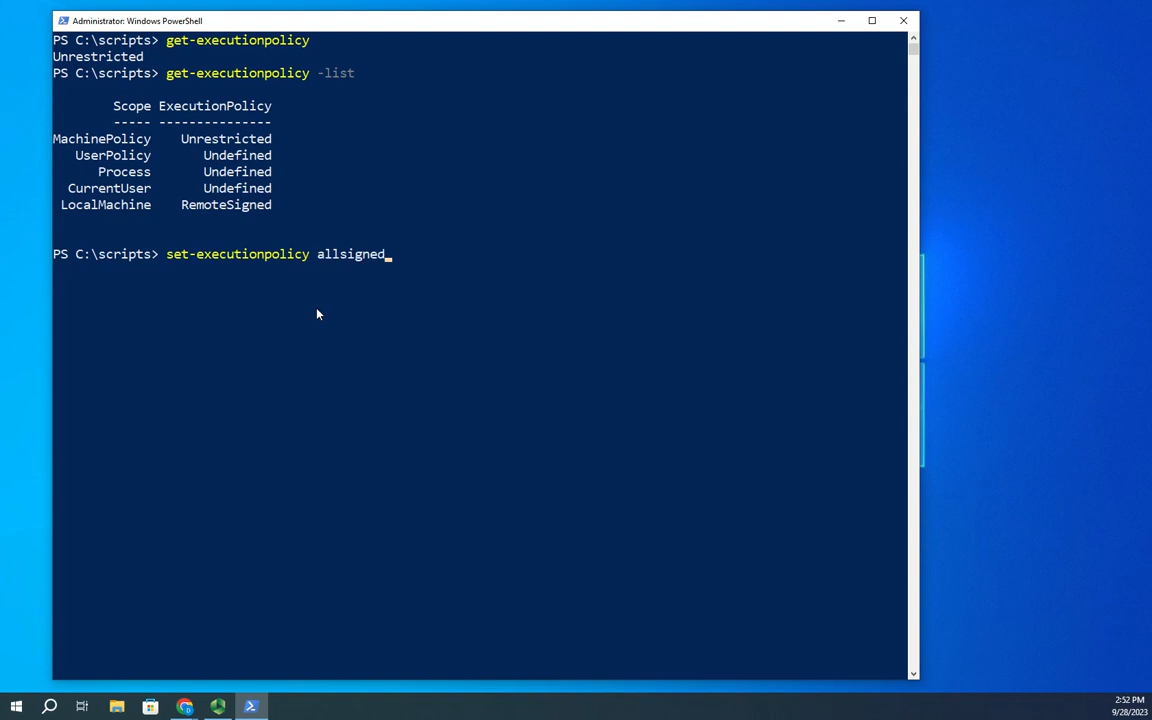 Administrator: Windows PowerShell
PS C:\scripts> get-executionpolicy
Unrestricted
PS C:\scripts> get-executionpolicy -list
Scope ExecutionPolicy
----- ---------------
MachinePolicy Unrestricted
UserPolicy Undefined
Process Undefined
CurrentUser Undefined
LocalMachine RemoteSigned
PS C:\scripts> set-executionpolicy allsigned
2:52 PM
9/28/2023